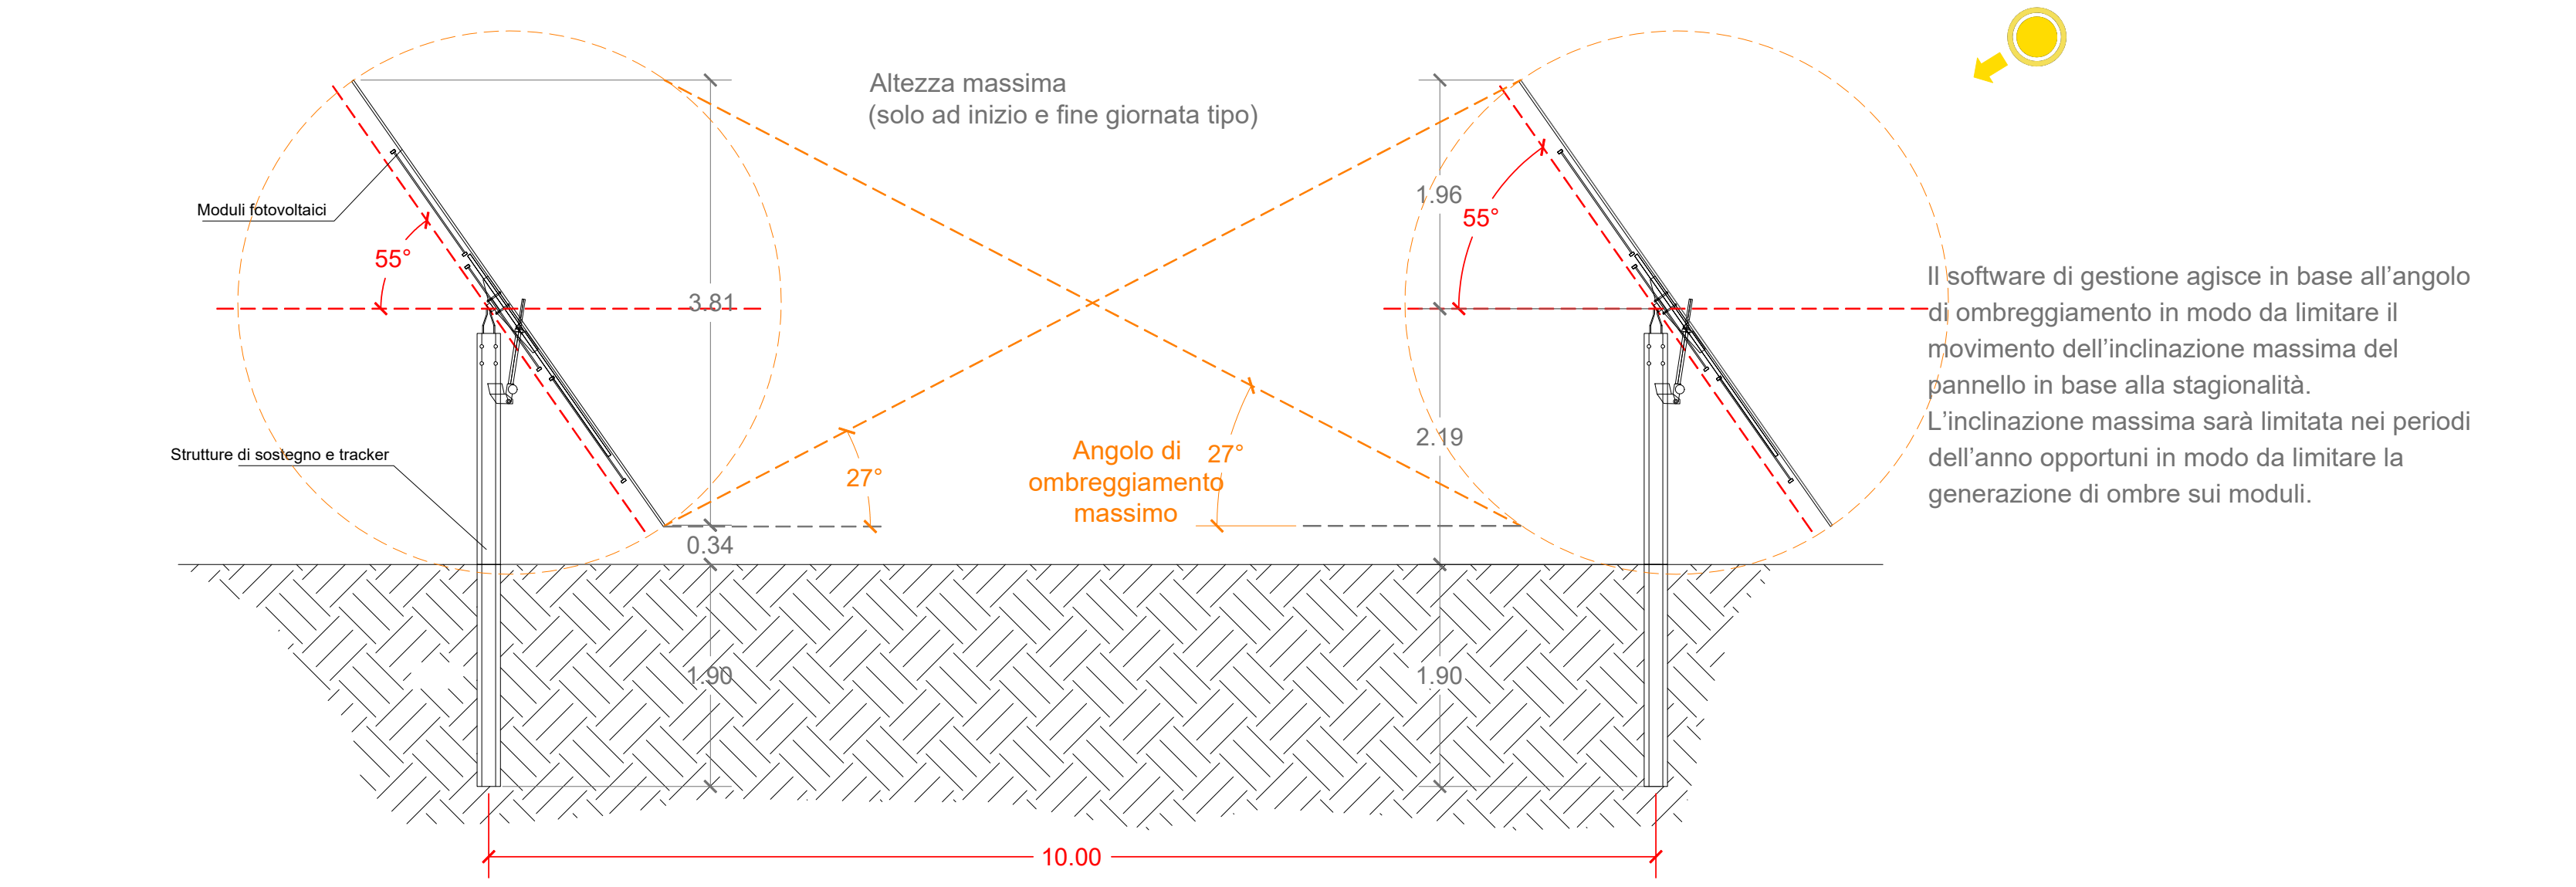 Altezza massima
(solo ad inizio e fine giornata tipo)
Moduli fotovoltaici
55°
3.81
1.96
55°
Il software di gestione agisce in base all’angolo
di ombreggiamento in modo da limitare il
movimento dell’inclinazione massima del
pannello in base alla stagionalità.
L’inclinazione massima sarà limitata nei periodi
dell’anno opportuni in modo da limitare la
generazione di ombre sui moduli.
Strutture di sostegno e tracker
27°
Angolo di
ombreggiamento
massimo
27°
2.19
0.34
1.90
1.90
10.00